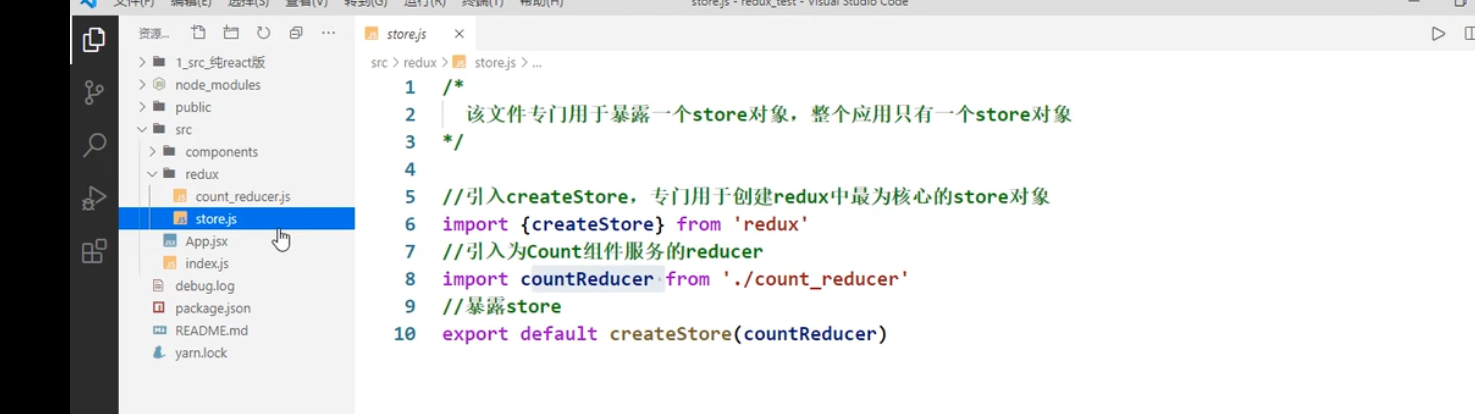 文件(F) 编辑(E) 选择(S) 查看(V) 转到(G) 运行(R) 终端(T) 帮助(H) store.js - redux_test - Visual Studio Code
资源... store.js
src > redux > store.js > ...
1_src_纯react版
node_modules
public
src
components
redux
count_reducer.js
store.js
App.jsx
index.js
debug.log
package.json
README.md
yarn.lock
1 /*
2 该文件专门用于暴露一个store对象，整个应用只有一个store对象
3 */
4
5 //引入createStore，专门用于创建redux中最为核心的store对象
6 import {createStore} from 'redux'
7 //引入为Count组件服务的reducer
8 import countReducer from './count_reducer'
9 //暴露store
10 export default createStore(countReducer)